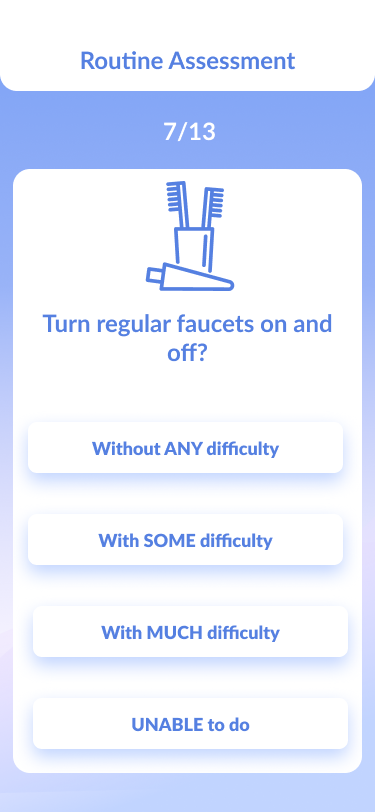 Routine Assessment
7/13
Turn regular faucets on and
off?
Without ANY difficulty
With SOME difficulty
With MUCH difficulty
UNABLE to do